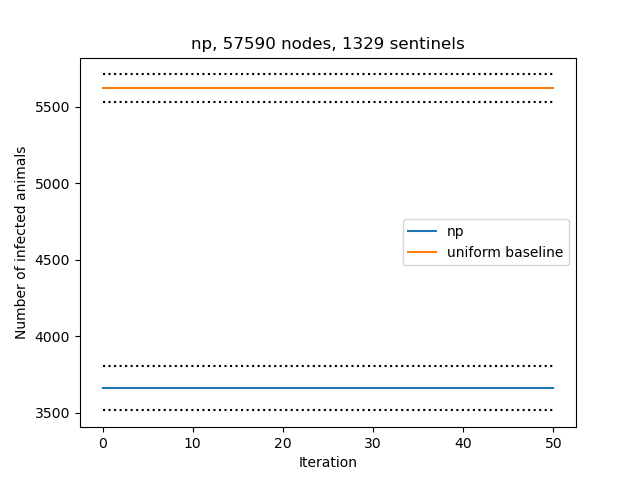 np, 57590 nodes, 1329 sentinels
Number of infected animals
5500
5000
4500
4000
3500
np
uniform baseline
0 10 20 30 40 50
Iteration